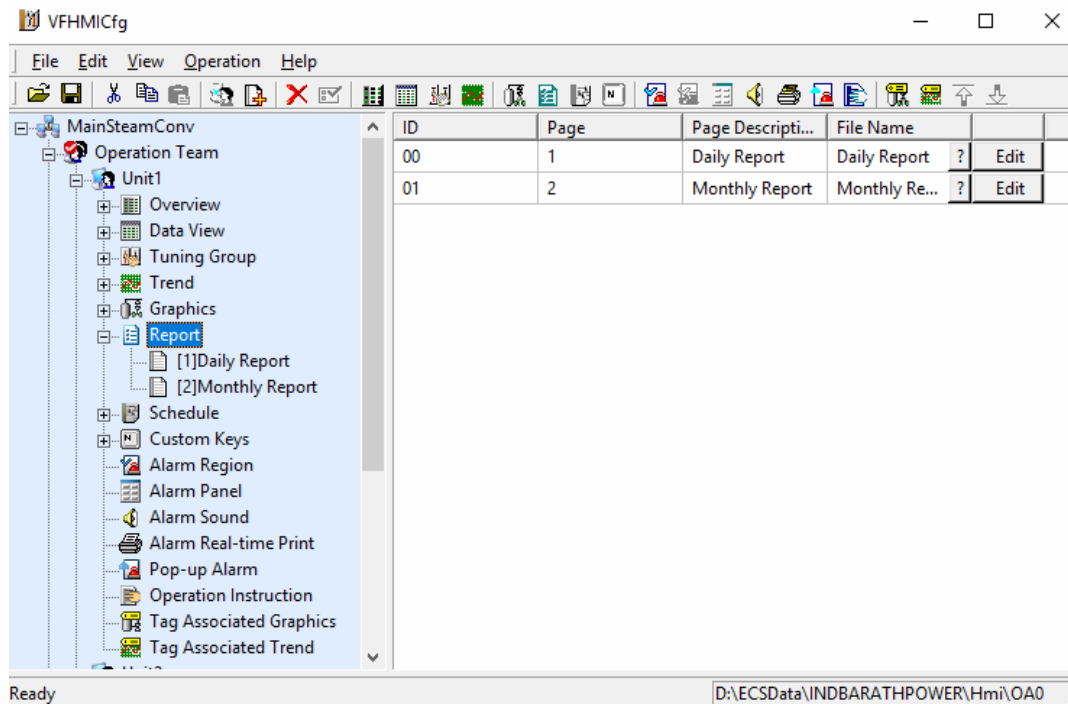 VFHMICfg
File Edit View Operation Help
MainSteamConv
Operation Team
Unit1
Overview
Data View
Tuning Group
Trend
Graphics
Report
[1]Daily Report
[2]Monthly Report
Schedule
Custom Keys
Alarm Region
Alarm Panel
Alarm Sound
Alarm Real-time Print
Pop-up Alarm
Operation Instruction
Tag Associated Graphics
Tag Associated Trend
ID Page Page Descripti... File Name
00 1 Daily Report Daily Report ? Edit
01 2 Monthly Report Monthly Re... ? Edit
Ready D:\ECSData\INDBARATHPOWER\Hmi\OA0